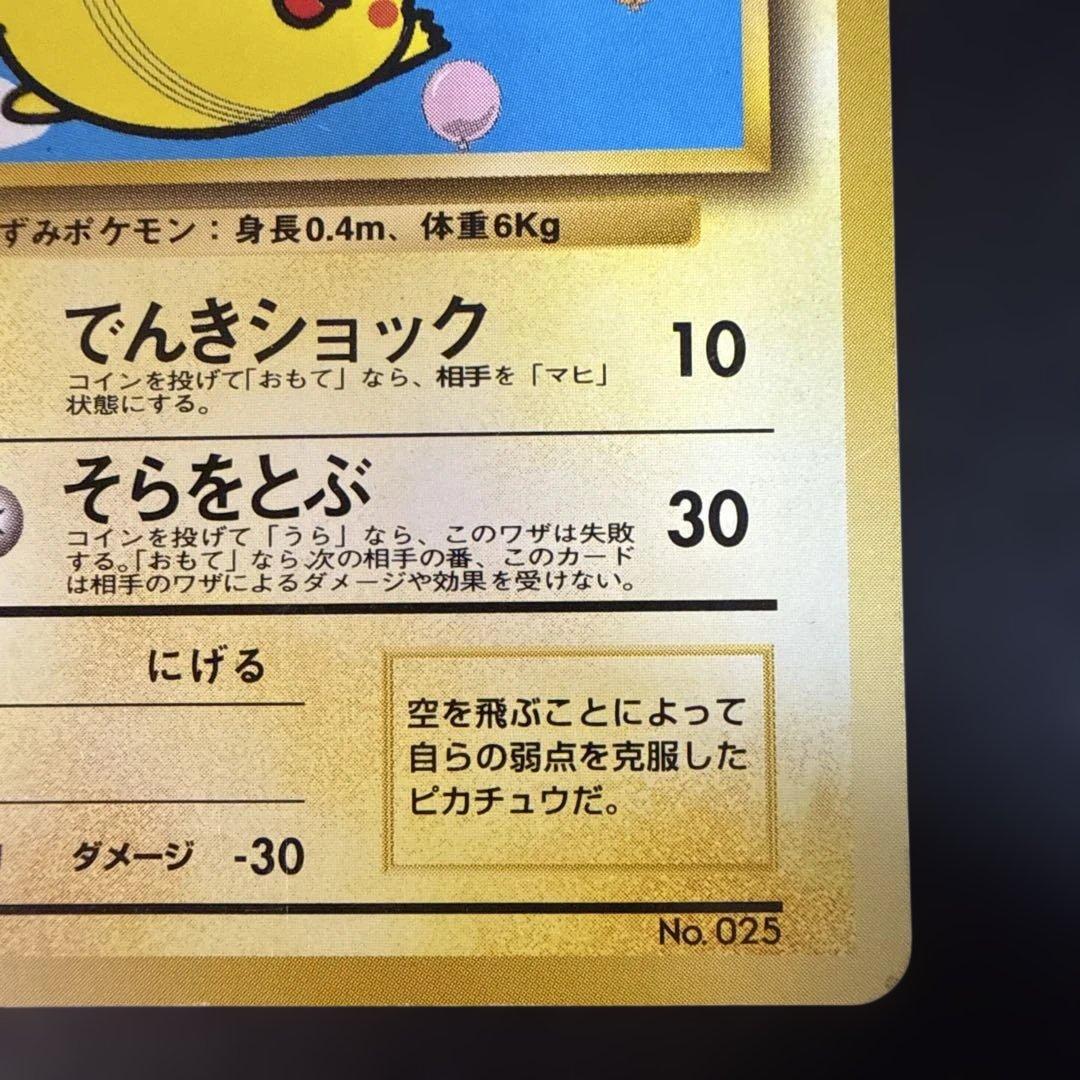 ずみポケモン：身長0.4m、体重6Kg
でんきショック 10
コインを投げて「おもて」なら、相手を「マヒ」
状態にする。
そらをとぶ 30
コインを投げて「うら」なら、このワザは失敗
する。「おもて」なら、次の相手の番、このカード
は相手のワザによるダメージや効果を受けない。
にげる
空を飛ぶことによって
自らの弱点を克服した
ピカチュウだ。
ダメージ -30
No. 025